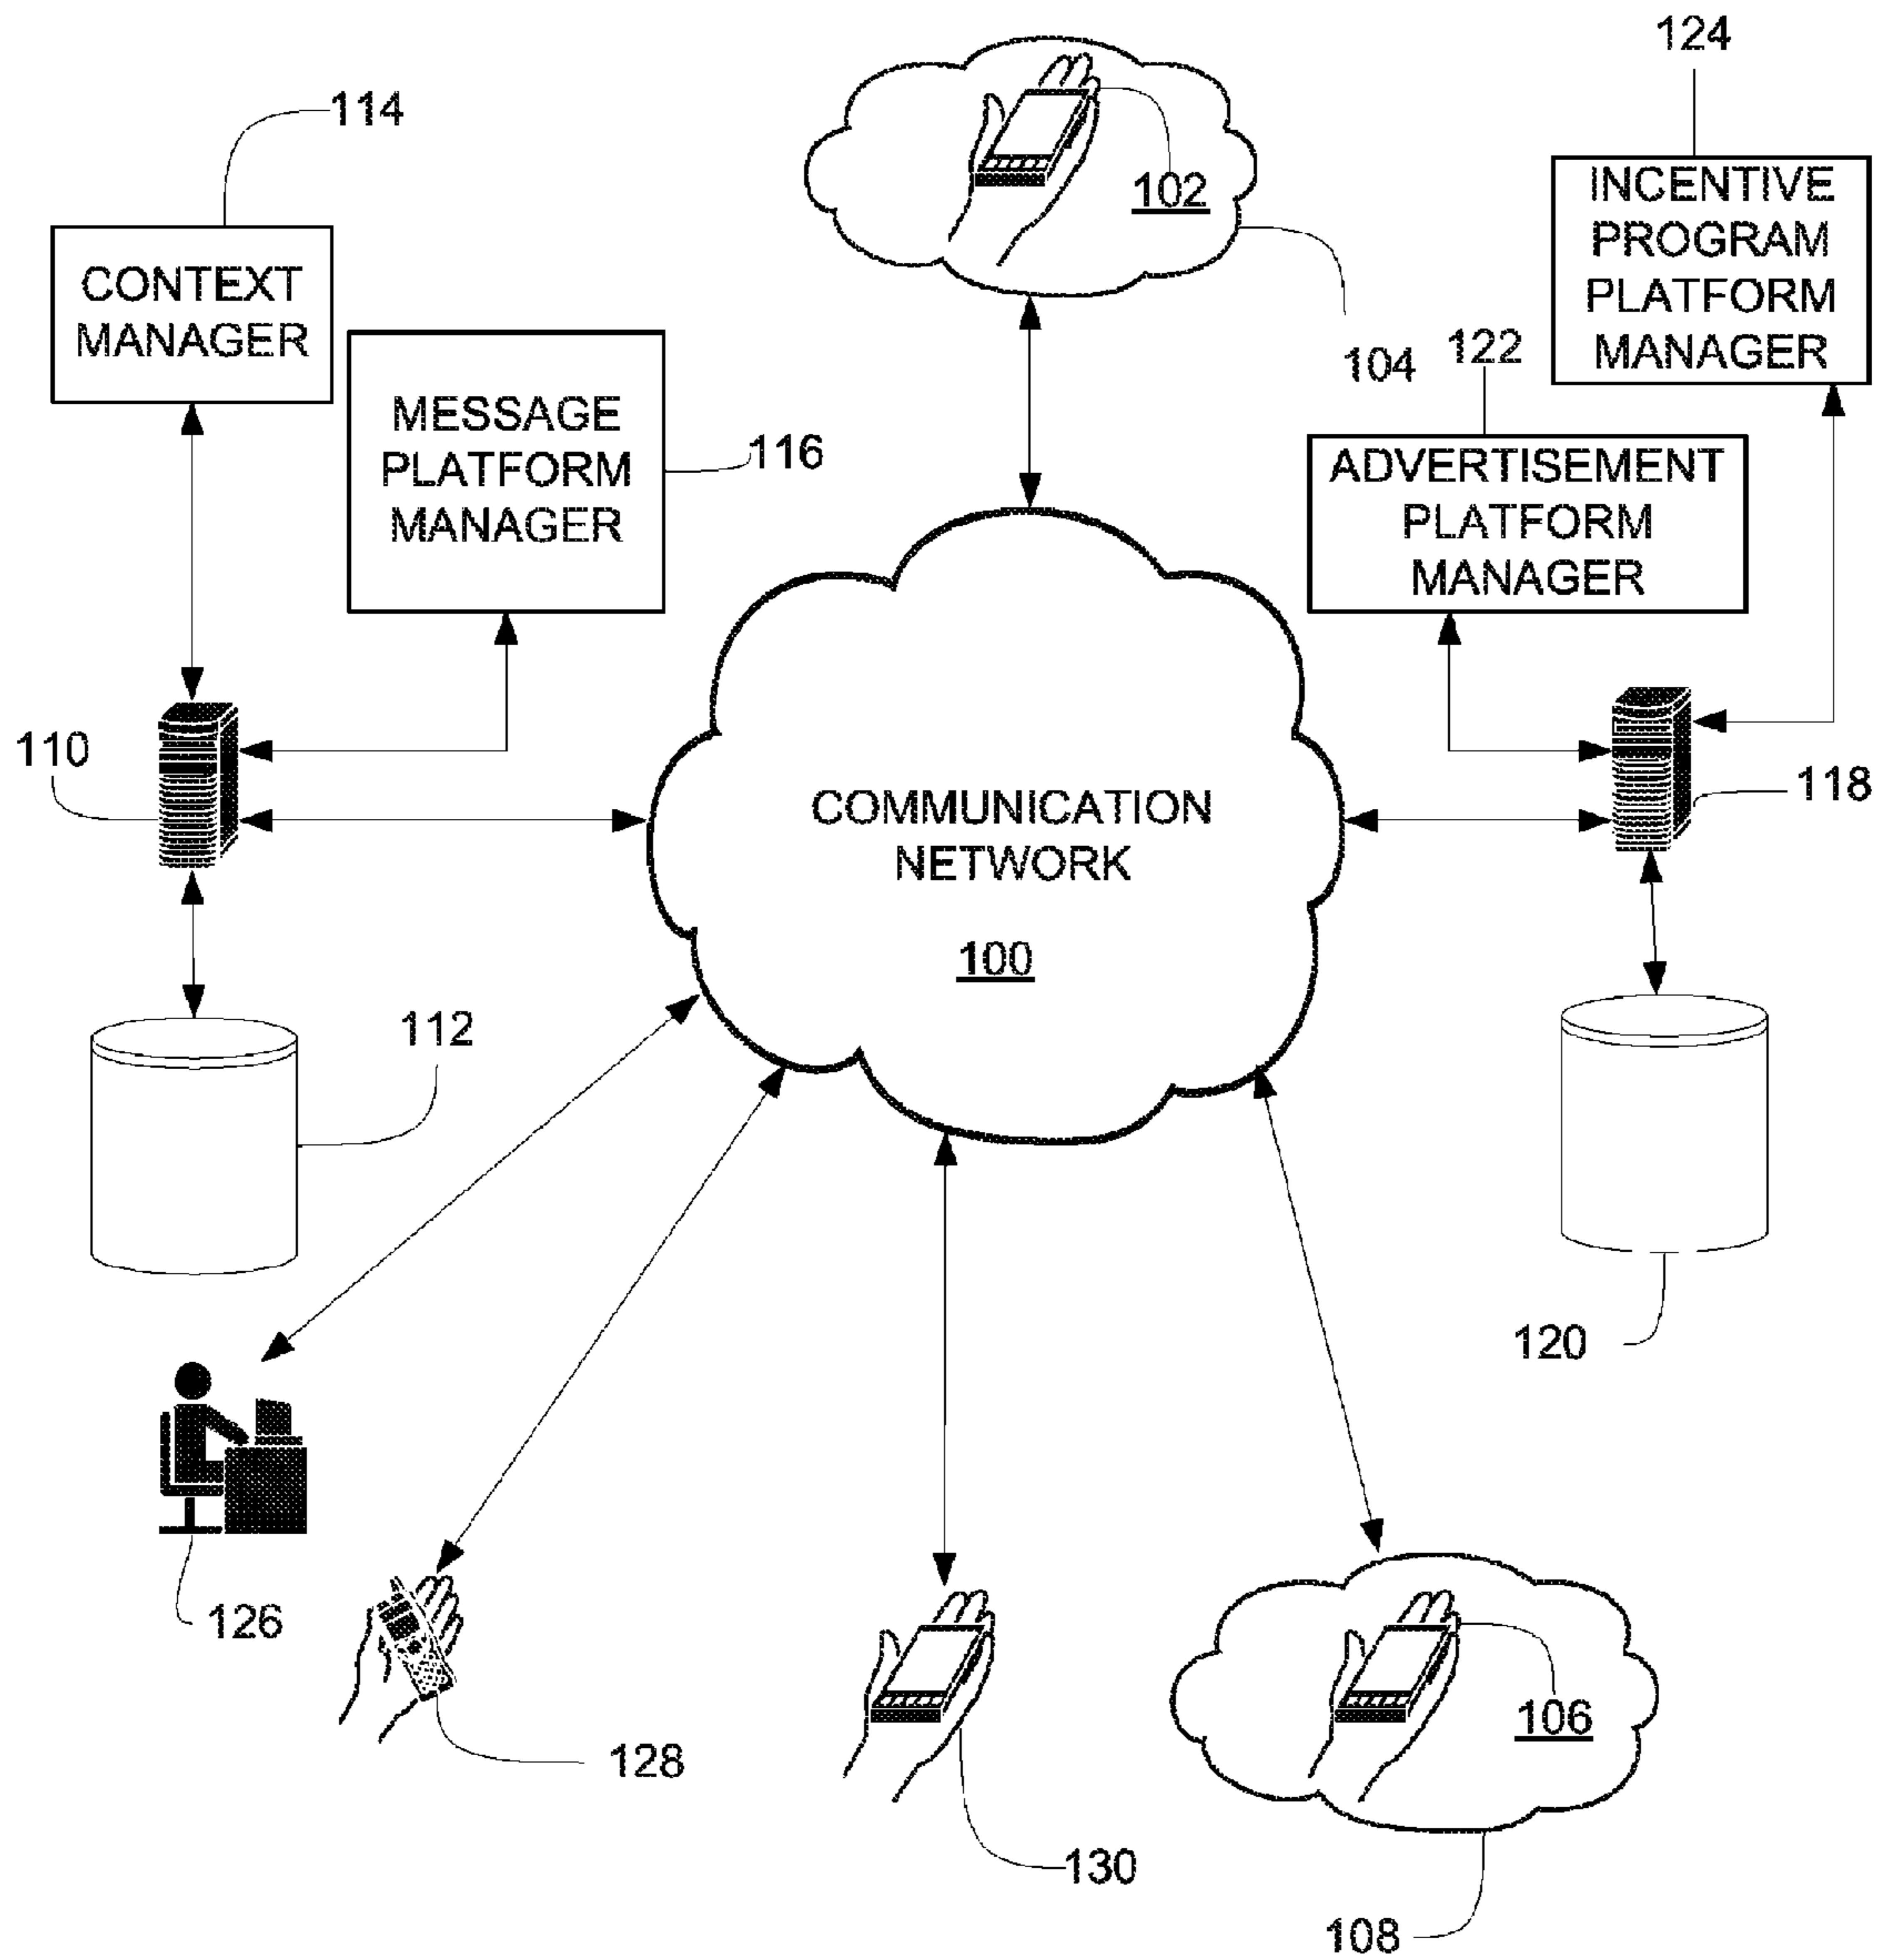 124
114
INCENTIVE
PROGRAM
PLATFORM
MANAGER
102
CONTEXT
MANAGER
104
122
MESSAGE
PLATFORM
MANAGER
116
ADVERTISEMENT
PLATFORM
MANAGER
110
118
COMMUNICATION
NETWORK
100
112
120
126
128
106
130
108